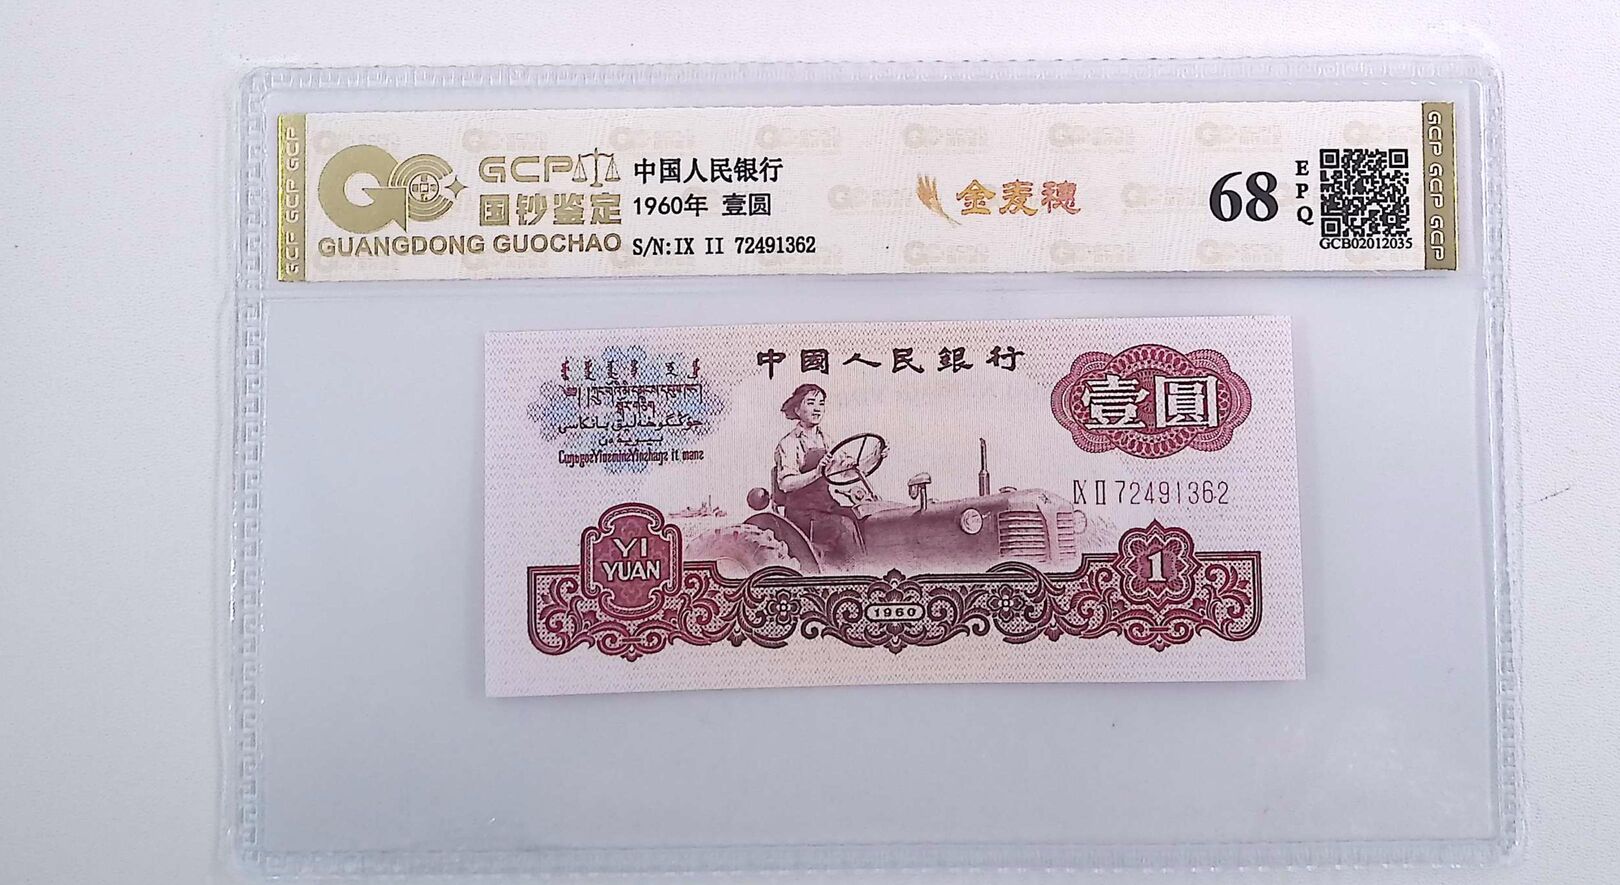 GCP
国钞鉴定
GUANGDONG GUOCHAO
中国人民银行
1960年 壹圆
S/N:IX II 72491362
金麦穗
68
EPQ
GCB02012035
GCP GCP GCP
GCP GCP GCP
中國人民銀行
壹圓
IX II 72491362
YI
YUAN
1960
1